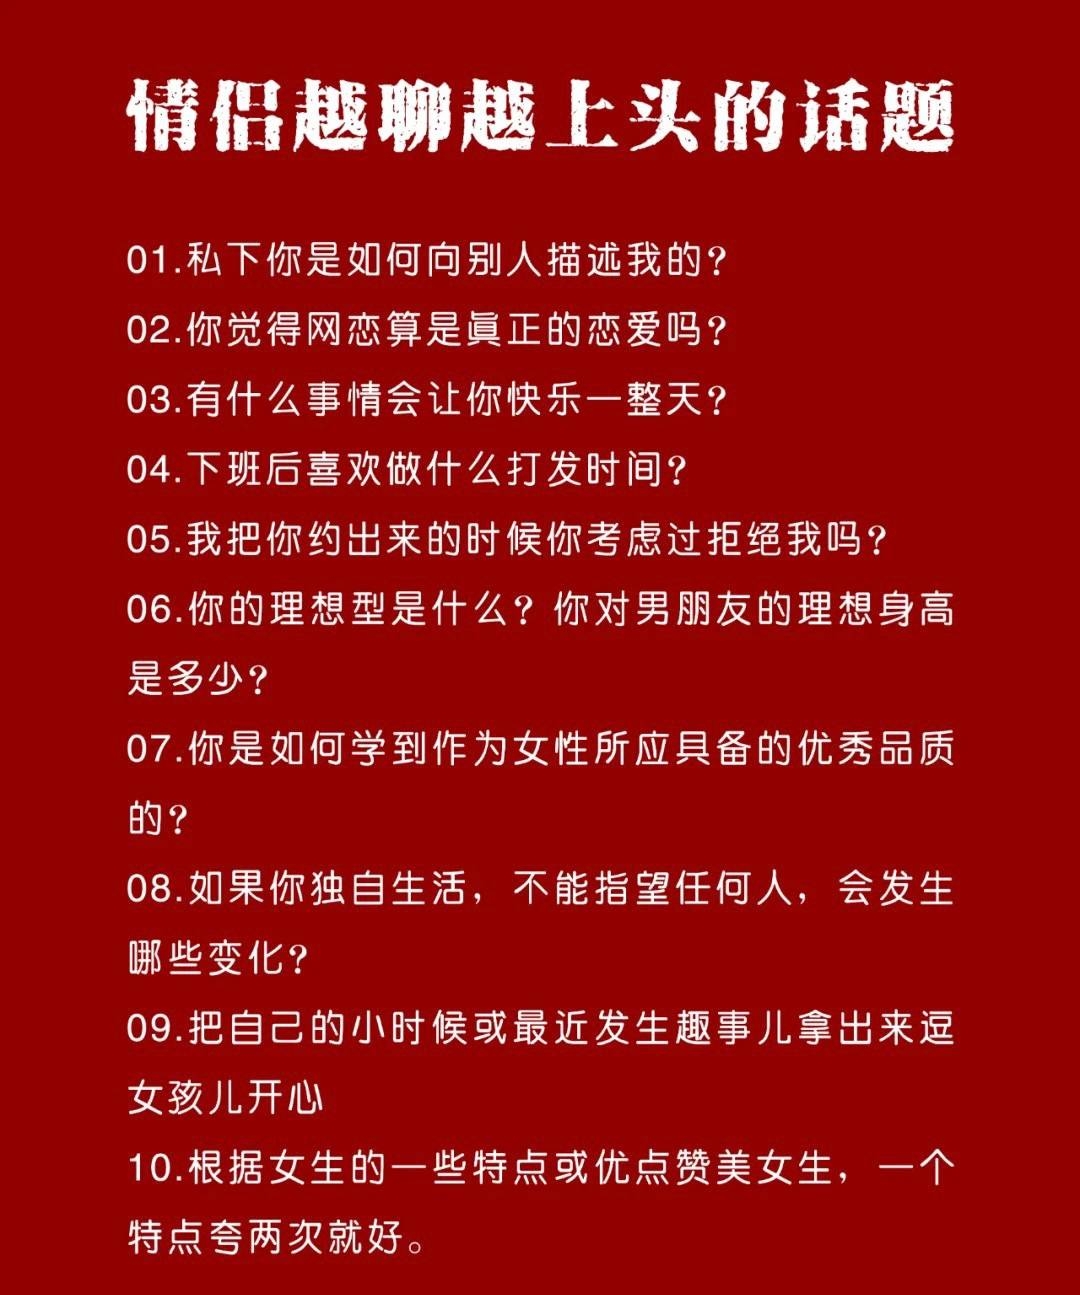 情侣越聊越上头的话题
01.私下你是如何向别人描述我的？
02.你觉得网恋算是真正的恋爱吗？
03.有什么事情会让你快乐一整天？
04.下班后喜欢做什么打发时间？
05.我把你约出来的时候你考虑过拒绝我吗？
06.你的理想型是什么？你对男朋友的理想身高
是多少？
07.你是如何学到作为女性所应具备的优秀品质
的？
08.如果你独自生活，不能指望任何人，会发生
哪些变化？
09.把自己的小时候或最近发生趣事儿拿出来逗
女孩儿开心
10.根据女生的一些特点或优点赞美女生，一个
特点夸两次就好。